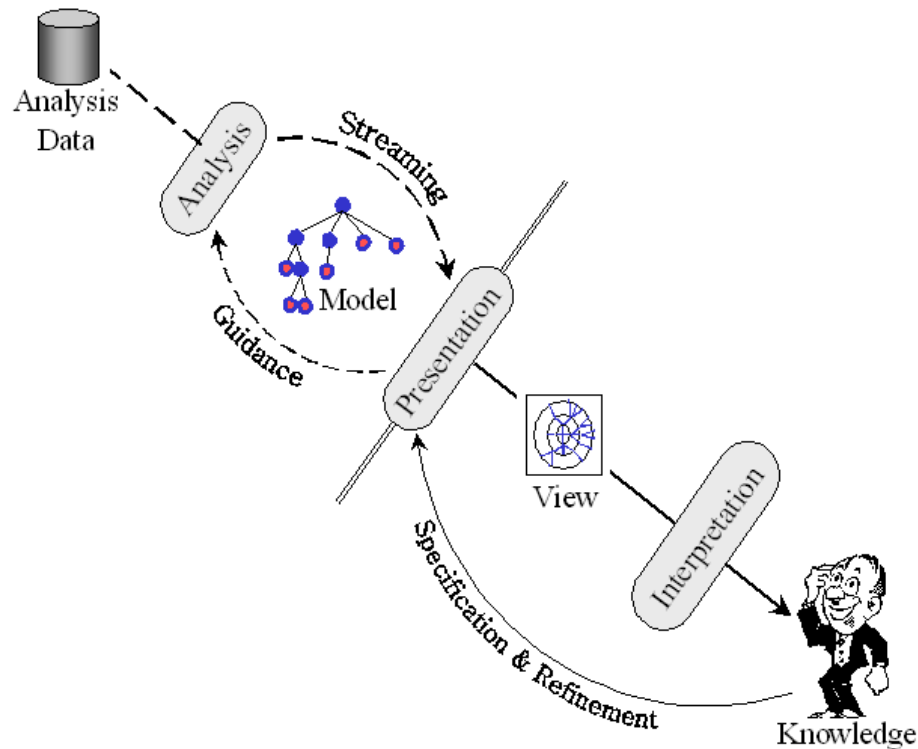 Analysis
Data
Analysis
Streaming
Model
Guidance
Presentation
View
Interpretation
Specification & Refinement
Knowledge